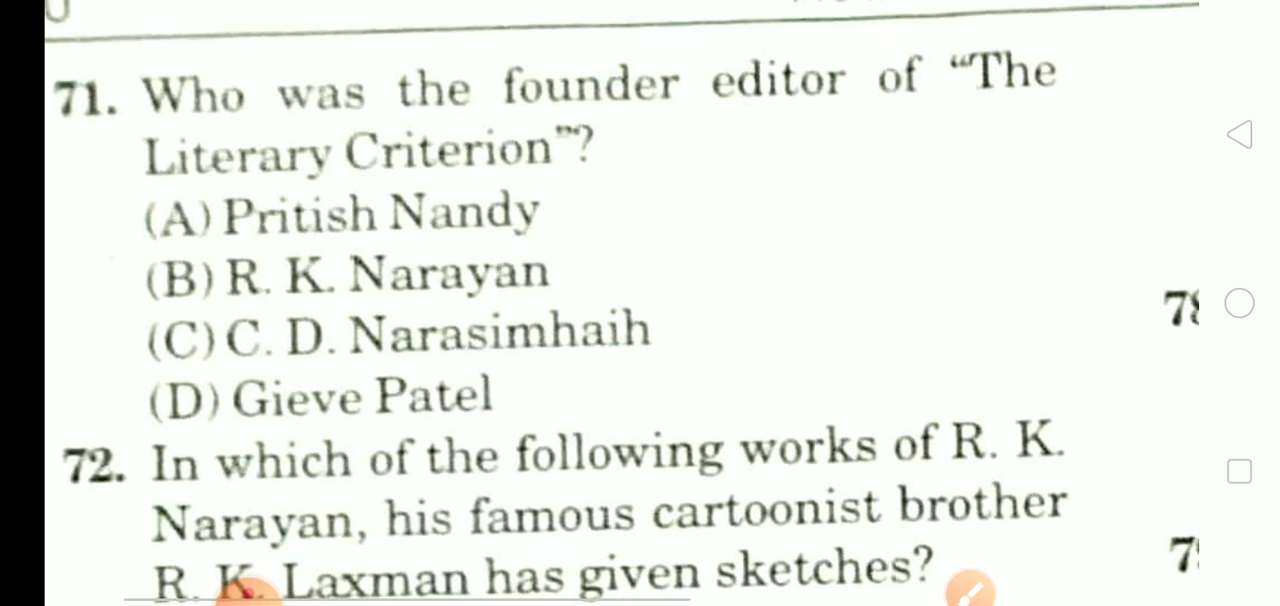 71. Who was the founder editor of “The
Literary Criterion”?
(A) Pritish Nandy
(B) R. K. Narayan
(C) C. D. Narasimhaih
(D) Gieve Patel
72. In which of the following works of R. K.
Narayan, his famous cartoonist brother
R. K. Laxman has given sketches?